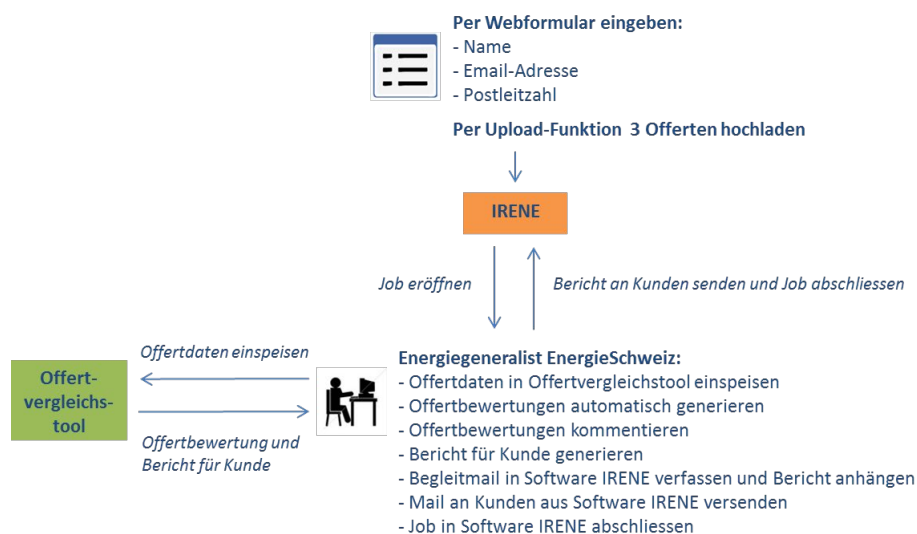 Per Webformular eingeben:
- Name
- Email-Adresse
- Postleitzahl
Per Upload-Funktion 3 Offerten hochladen
IRENE
Job eröffnen
Bericht an Kunden senden und Job abschliessen
Offertdaten einspeisen
Offert-
vergleichs-
tool
Offertbewertung und
Bericht für Kunde
Energiegeneralist EnergieSchweiz:
- Offertdaten in Offertvergleichstool einspeisen
- Offertbewertungen automatisch generieren
- Offertbewertungen kommentieren
- Bericht für Kunde generieren
- Begleitmail in Software IRENE verfassen und Bericht anhängen
- Mail an Kunden aus Software IRENE versenden
- Job in Software IRENE abschliessen